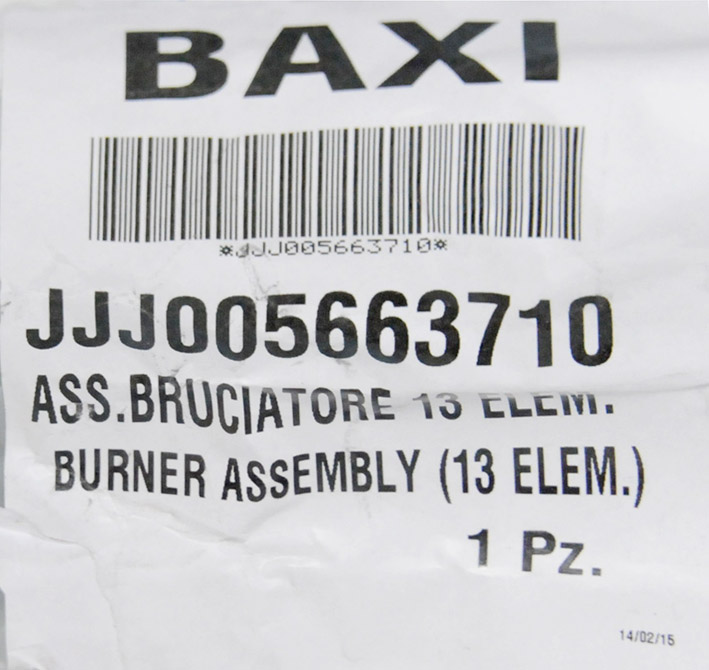 BAXI
*JJJ005663710*
JJJ005663710
ASS.BRUCIATORE 13 ELEM.
BURNER ASSEMBLY (13 ELEM.)
1 Pz.
14/02/15